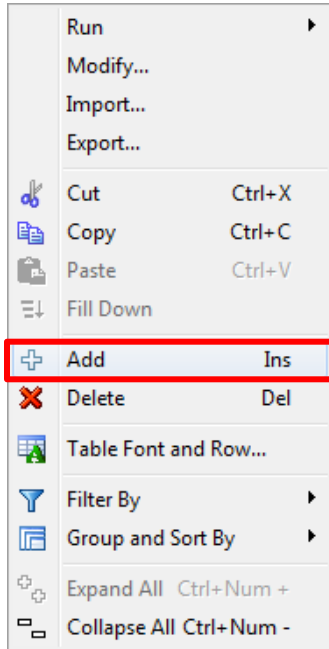 Run
Modify...
Import...
Export...
Cut Ctrl+X
Copy Ctrl+C
Paste Ctrl+V
Fill Down
Add Ins
Delete Del
Table Font and Row...
Filter By
Group and Sort By
Expand All Ctrl+Num +
Collapse All Ctrl+Num -